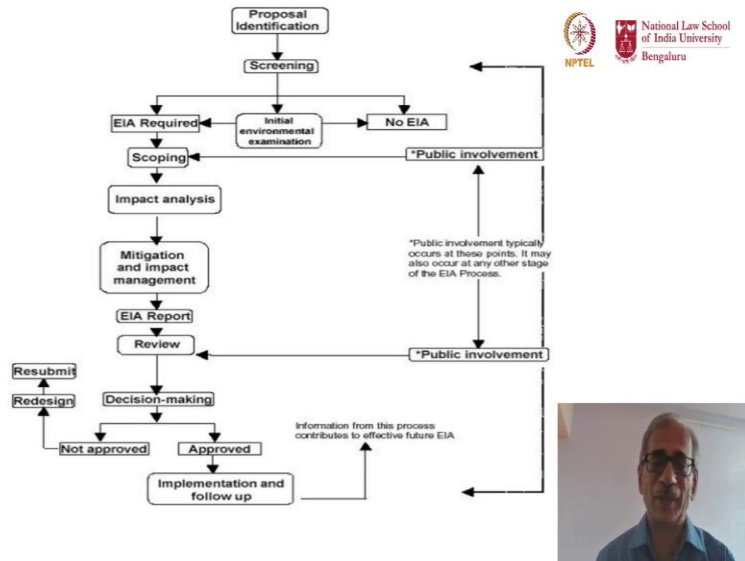 Proposal
Identification
Screening
EIA Required
Initial
environmental
examination
No EIA
Scoping
*Public involvement
Impact analysis
*Public involvement typically
occurs at these points. It may
also occur at any other stage
of the EIA Process.
Mitigation
and impact
management
EIA Report
Review
*Public involvement
Resubmit
Redesign
Decision-making
Information from this process
contributes to effective future EIA
Not approved
Approved
Implementation and
follow up
NPTEL
National Law School
of India University
Bengaluru